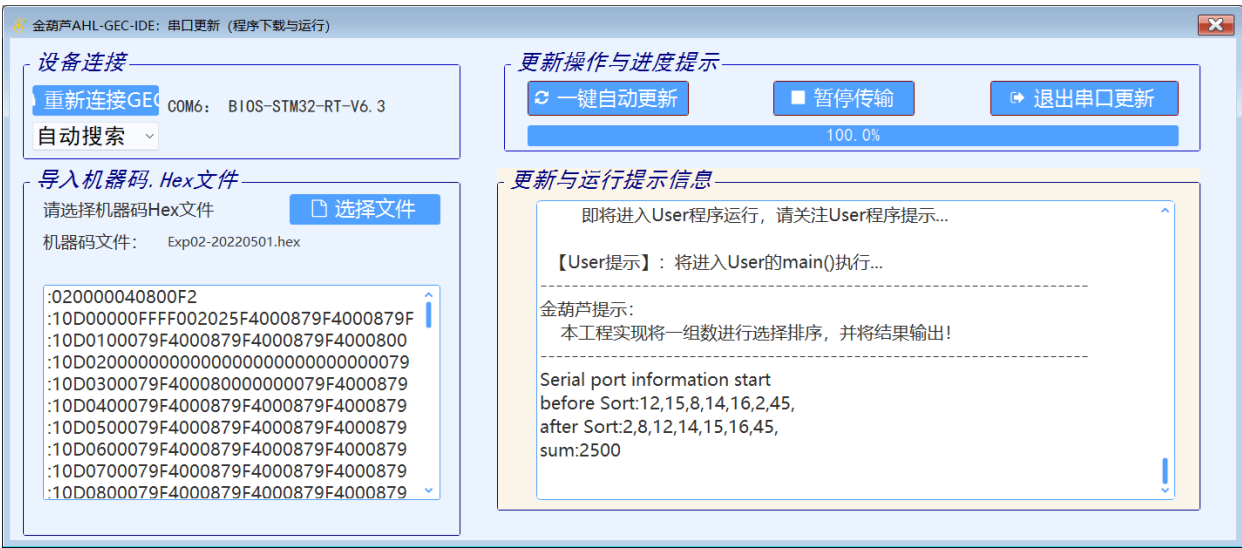 金葫芦AHL-GEC-IDE：串口更新（程序下载与运行）
设备连接
重新连接GEC
COM6： BIOS-STM32-RT-V6.3
自动搜索
更新操作与进度提示
一键自动更新
暂停传输
退出串口更新
100.0%
导入机器码.Hex文件
请选择机器码Hex文件
选择文件
机器码文件： Exp02-20220501.hex
:020000040800F2
:10D00000FFFF002025F4000879F4000879F
:10D0100079F4000879F4000879F4000800
:10D02000000000000000000000000000079
:10D0300079F400080000000079F4000879
:10D0400079F4000879F4000879F4000879
:10D0500079F4000879F4000879F4000879
:10D0600079F4000879F4000879F4000879
:10D0700079F4000879F4000879F4000879
:10D0800079F4000879F4000879F4000879
更新与运行提示信息
即将进入User程序运行，请关注User程序提示...
【User提示】：将进入User的main()执行...
金葫芦提示：
本工程实现将一组数进行选择排序，并将结果输出！
Serial port information start
before Sort:12,15,8,14,16,2,45,
after Sort:2,8,12,14,15,16,45,
sum:2500